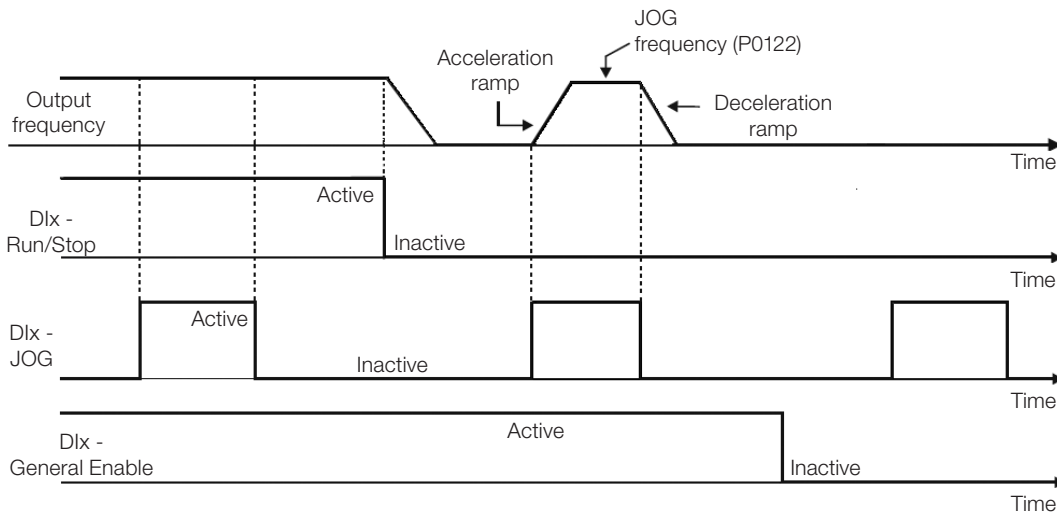 JOG
frequency (P0122)
Acceleration
ramp
Output
frequency
Deceleration
ramp
Time
Active
DIx -
Run/Stop
Inactive
Time
Active
DIx -
JOG
Inactive
Time
Active
DIx -
General Enable
Inactive
Time